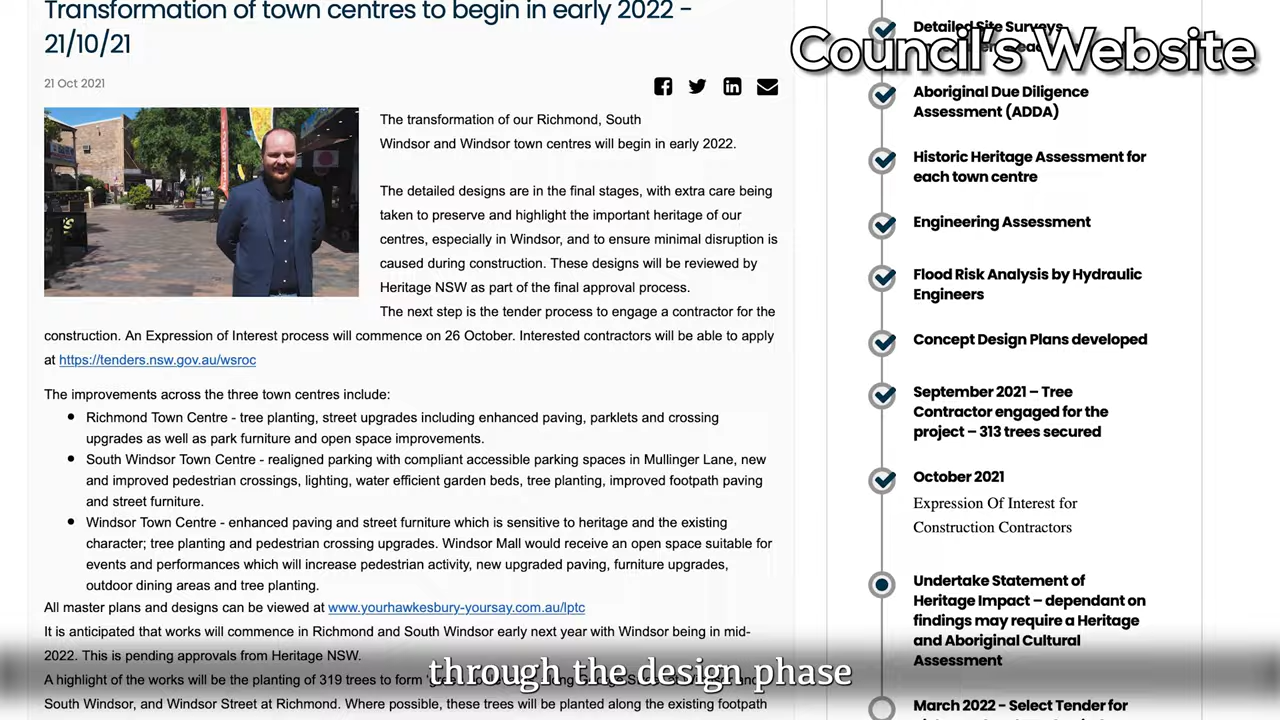 Transformation of town centres to begin in early 2022 -
21/10/21
21 Oct 2021
The transformation of our Richmond, South
Windsor and Windsor town centres will begin in early 2022.
The detailed designs are in the final stages, with extra care being
taken to preserve and highlight the important heritage of our
centres, especially in Windsor, and to ensure minimal disruption is
caused during construction. These designs will be reviewed by
Heritage NSW as part of the final approval process.
The next step is the tender process to engage a contractor for the
construction. An Expression of Interest process will commence on 26 October. Interested contractors will be able to apply
at https://tenders.nsw.gov.au/wsroc
The improvements across the three town centres include:
Richmond Town Centre - tree planting, street upgrades including enhanced paving, parklets and crossing
upgrades as well as park furniture and open space improvements.
South Windsor Town Centre - realigned parking with compliant accessible parking spaces in Mullinger Lane, new
and improved pedestrian crossings, lighting, water efficient garden beds, tree planting, improved footpath paving
and street furniture.
Windsor Town Centre - enhanced paving and street furniture which is sensitive to heritage and the existing
character; tree planting and pedestrian crossing upgrades. Windsor Mall would receive an open space suitable for
events and performances which will increase pedestrian activity, new upgraded paving, furniture upgrades,
outdoor dining areas and tree planting.
All master plans and designs can be viewed at www.yourhawkesbury-yoursay.com.au/lptc
It is anticipated that works will commence in Richmond and South Windsor early next year with Windsor being in mid-
2022. This is pending approvals from Heritage NSW.
A highlight of the works will be the planting of 319 trees to form
South Windsor, and Windsor Street at Richmond. Where possible, these trees will be planted along the existing footpath
through the design phase
Council's Website
Detailed Site Surveys
Aboriginal Due Diligence
Assessment (ADDA)
Historic Heritage Assessment for
each town centre
Engineering Assessment
Flood Risk Analysis by Hydraulic
Engineers
Concept Design Plans developed
September 2021 – Tree
Contractor engaged for the
project – 313 trees secured
October 2021
Expression Of Interest for
Construction Contractors
Undertake Statement of
Heritage Impact – dependant on
findings may require a Heritage
and Aboriginal Cultural
Assessment
March 2022 - Select Tender for